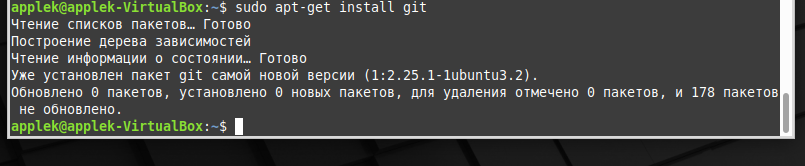 applek@applek-VirtualBox:~$ sudo apt-get install git
Чтение списков пакетов… Готово
Построение дерева зависимостей
Чтение информации о состоянии… Готово
Уже установлен пакет git самой новой версии (1:2.25.1-1ubuntu3.2).
Обновлено 0 пакетов, установлено 0 новых пакетов, для удаления отмечено 0 пакетов, и 178 пакетов
 не обновлено.
applek@applek-VirtualBox:~$